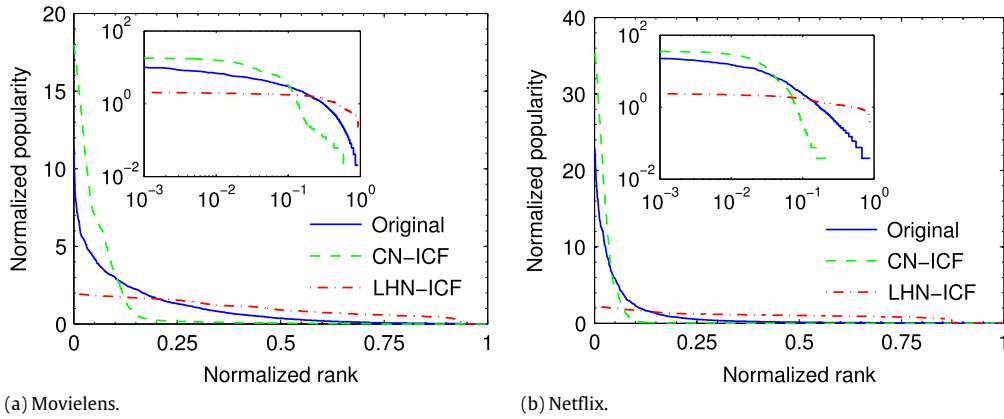 20
15
10
5
0
0
0.25
0.5
0.75
1
Normalized popularity
Normalized rank
10^2
10^0
10^-2
10^-3
10^-2
10^-1
10^0
Original
CN-ICF
LHN-ICF
(a) Movielens.
40
30
20
10
0
0
0.25
0.5
0.75
1
Normalized popularity
Normalized rank
10^2
10^0
10^-2
10^-3
10^-2
10^-1
10^0
Original
CN-ICF
LHN-ICF
(b) Netflix.